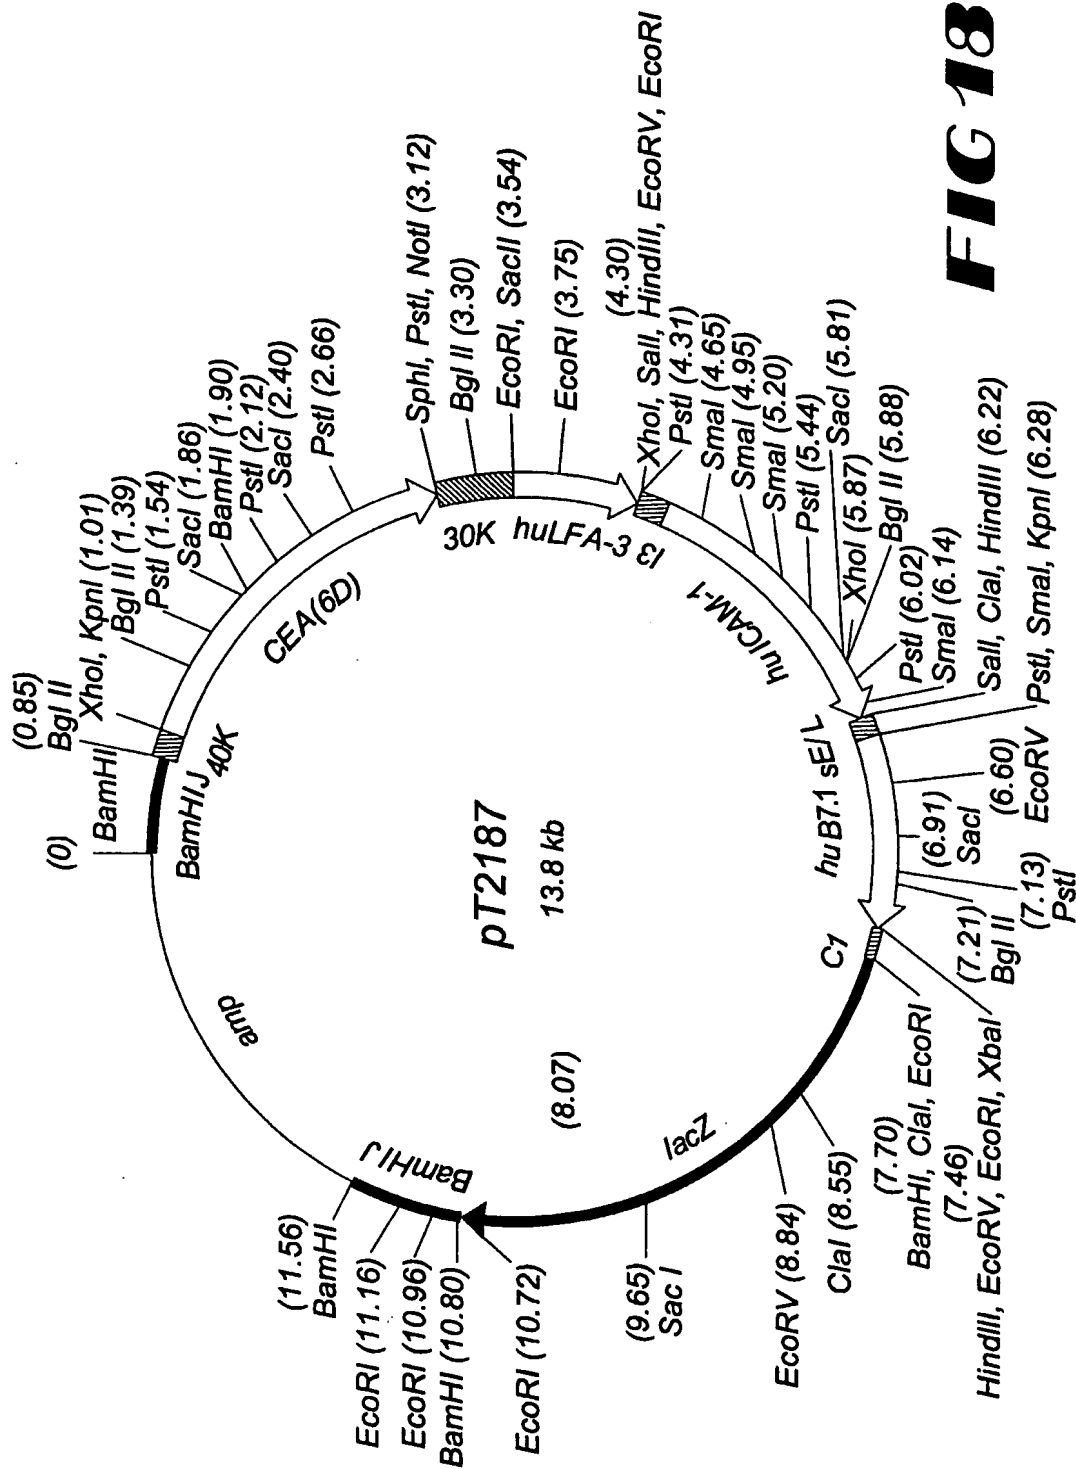 (0)
BamHI
(0.85)
Bgl II
XhoI, KpnI (1.01)
Bgl II (1.39)
PstI (1.54)
SacI (1.86)
BamHI (1.90)
PstI (2.12)
SacI (2.40)
PstI (2.66)
SphI, PstI, NotI (3.12)
Bgl II (3.30)
EcoRI, SacII (3.54)
EcoRI (3.75)
(4.30)
XhoI, SalI, HindIII, EcoRV, EcoRI
PstI (4.31)
SmaI (4.65)
SmaI (4.95)
SmaI (5.20)
PstI (5.44)
SacI (5.81)
XhoI (5.87)
Bgl II (5.88)
PstI (6.02)
SmaI (6.14)
SalI, ClaI, HindIII (6.22)
PstI, SmaI, KpnI (6.28)
(6.60)
EcoRV
(6.91)
SacI
(7.13)
PstI
(7.21)
Bgl II
(7.46)
HindIII, EcoRV, EcoRI, XbaI
(7.70)
BamHI, ClaI, EcoRI
ClaI (8.55)
EcoRV (8.84)
(9.65)
Sac I
EcoRI (10.72)
BamHI (10.80)
EcoRI (10.96)
EcoRI (11.16)
(11.56)
BamHI
BamHIJ
40K
CEA(6D)
30K
huLFA-3
I3
huICAM-1
sE/L
huB7.1
C1
lacZ
(8.07)
BamHIJ
amp
pT2187
13.8 kb
FIG 18